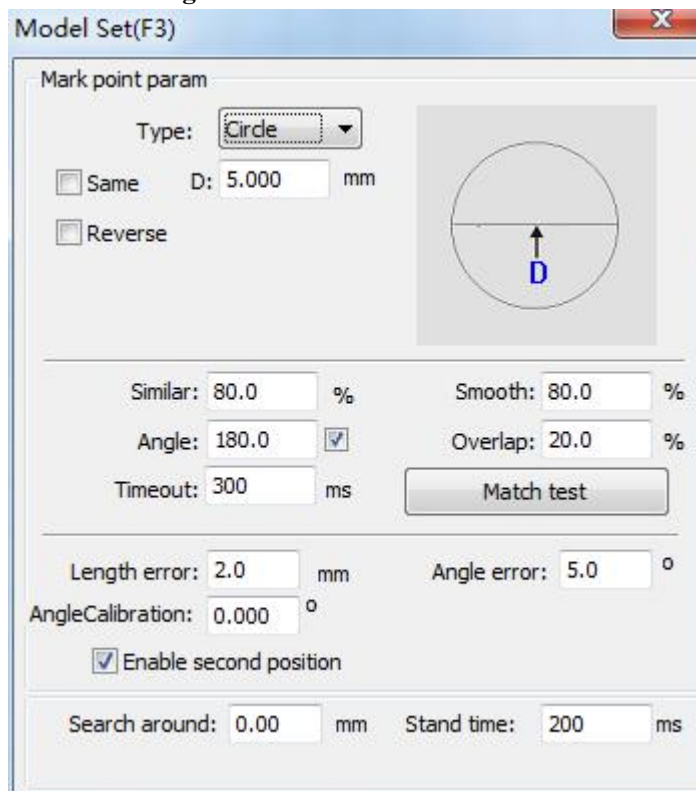 Model Set(F3)
Mark point param
Type: Circle
Same D: 5.000 mm
Reverse
D
Similar: 80.0 % Smooth: 80.0 %
Angle: 180.0 Overlap: 20.0 %
Timeout: 300 ms Match test
Length error: 2.0 mm Angle error: 5.0 °
AngleCalibration: 0.000 °
Enable second position
Search around: 0.00 mm Stand time: 200 ms